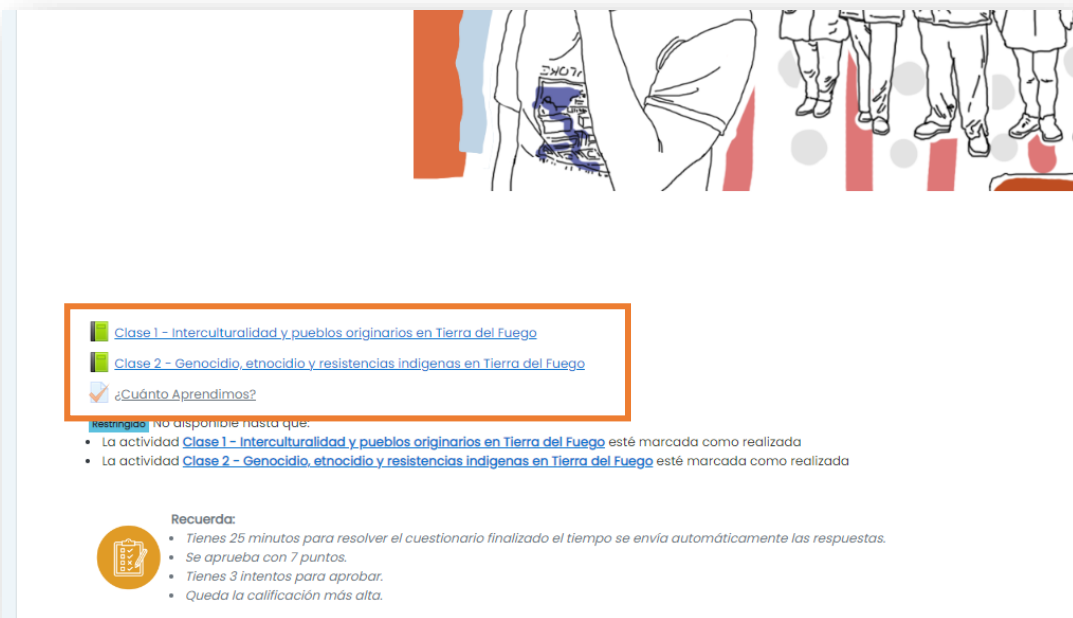 Clase 1 - Interculturalidad y pueblos originarios en Tierra del Fuego
Clase 2 - Genocidio, etnocidio y resistencias indigenas en Tierra del Fuego
¿Cuánto Aprendimos?
Restringido No disponible hasta que:
• La actividad Clase 1 - Interculturalidad y pueblos originarios en Tierra del Fuego esté marcada como realizada
• La actividad Clase 2 - Genocidio, etnocidio y resistencias indigenas en Tierra del Fuego esté marcada como realizada
Recuerda:
• Tienes 25 minutos para resolver el cuestionario finalizado el tiempo se envía automáticamente las respuestas.
• Se aprueba con 7 puntos.
• Tienes 3 intentos para aprobar.
• Queda la calificación más alta.